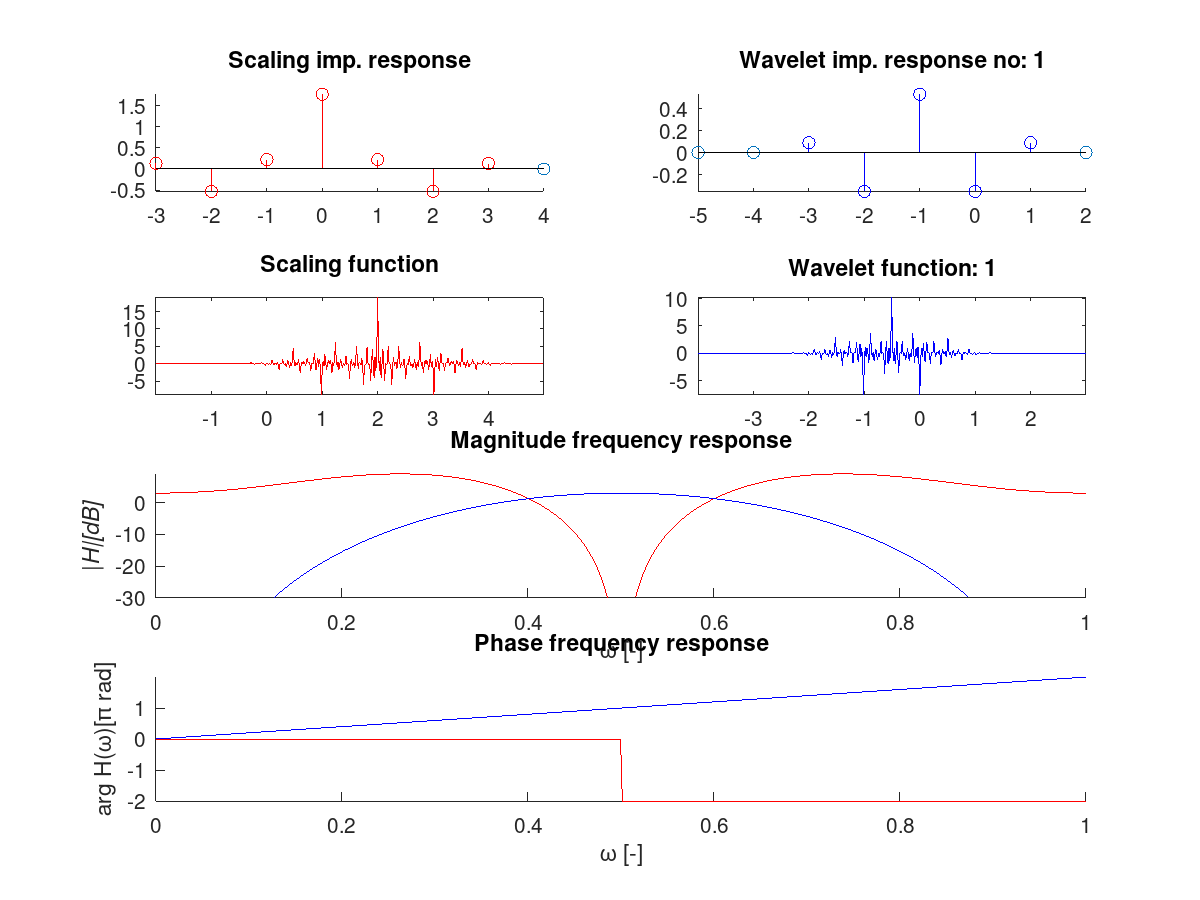 Scaling imp. response
1.5
1
0.5
0
-0.5
-3 -2 -1 0 1 2 3 4
Wavelet imp. response no: 1
0.4
0.2
0
-0.2
-5 -4 -3 -2 -1 0 1 2
Scaling function
15
10
5
0
-5
-1 0 1 2 3 4
Wavelet function: 1
10
5
0
-5
-3 -2 -1 0 1 2
Magnitude frequency response
|H|[dB]
0
-10
-20
-30
0 0.2 0.4 0.6 0.8 1
ω [-]
Phase frequency response
arg H(ω)[π rad]
1
0
-1
-2
0 0.2 0.4 0.6 0.8 1
ω [-]